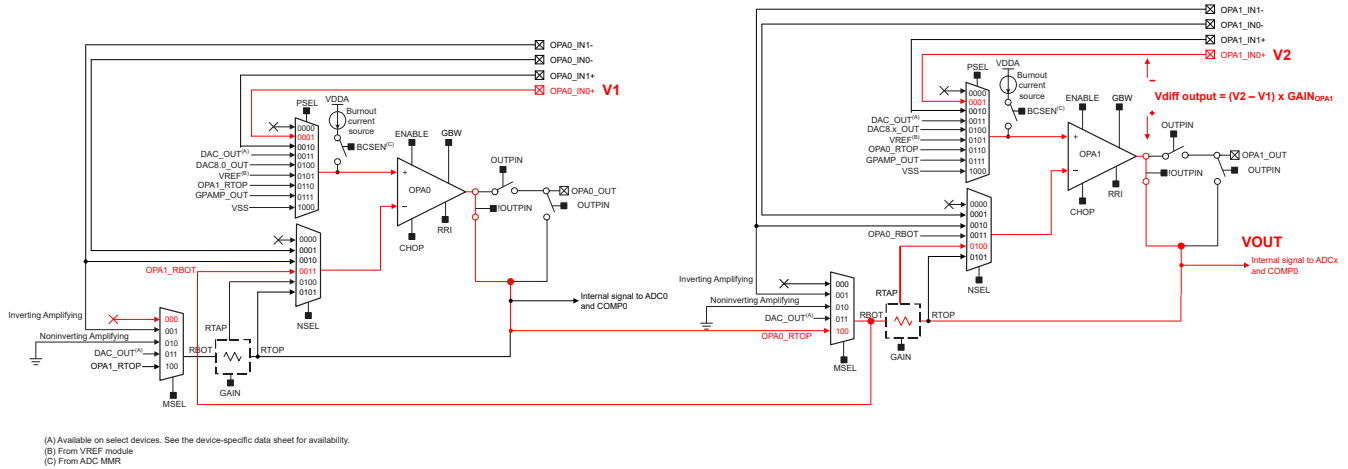 OPA0_IN1-
OPA0_IN0-
OPA0_IN1+
OPA0_IN0+ V1
PSEL
VDDA
Burnout
current
source
BCSEN(C)
0000
0001
0010
0011
0100
0101
0110
0111
1000
DAC_OUT(A)
DAC8.0_OUT
VREF(B)
OPA1_RTOP
GPAMP_OUT
VSS
ENABLE
GBW
+
OPA0
−
CHOP
RRI
OUTPIN
!OUTPIN
OPA0_OUT
OUTPIN
0000
0001
0010
0011
0100
0101
OPA1_RBOT
NSEL
Inverting Amplifying
Noninverting Amplifying
DAC_OUT(A)
OPA1_RTOP
000
001
010
011
100
MSEL
RBOT
RTAP
RTOP
GAIN
Internal signal to ADC0
and COMP0
OPA1_IN1-
OPA1_IN0-
OPA1_IN1+
OPA1_IN0+ V2
−
Vdiff output = (V2 – V1) x GAINOPA1
+
PSEL
VDDA
Burnout
current
source
BCSEN(C)
0000
0001
0010
0011
0100
0101
0110
0111
1000
DAC_OUT(A)
DAC8.x_OUT
VREF(B)
OPA0_RTOP
GPAMP_OUT
VSS
ENABLE
GBW
+
OPA1
−
CHOP
RRI
OUTPIN
!OUTPIN
OPA1_OUT
OUTPIN
0000
0001
0010
0011
0100
0101
OPA0_RBOT
NSEL
VOUT
Internal signal to ADCx
and COMP0
Inverting Amplifying
Noninverting Amplifying
DAC_OUT(A)
OPA0_RTOP
000
001
010
011
100
MSEL
RBOT
RTAP
RTOP
GAIN
(A) Available on select devices. See the device-specific data sheet for availability.
(B) From VREF module
(C) From ADC MMR